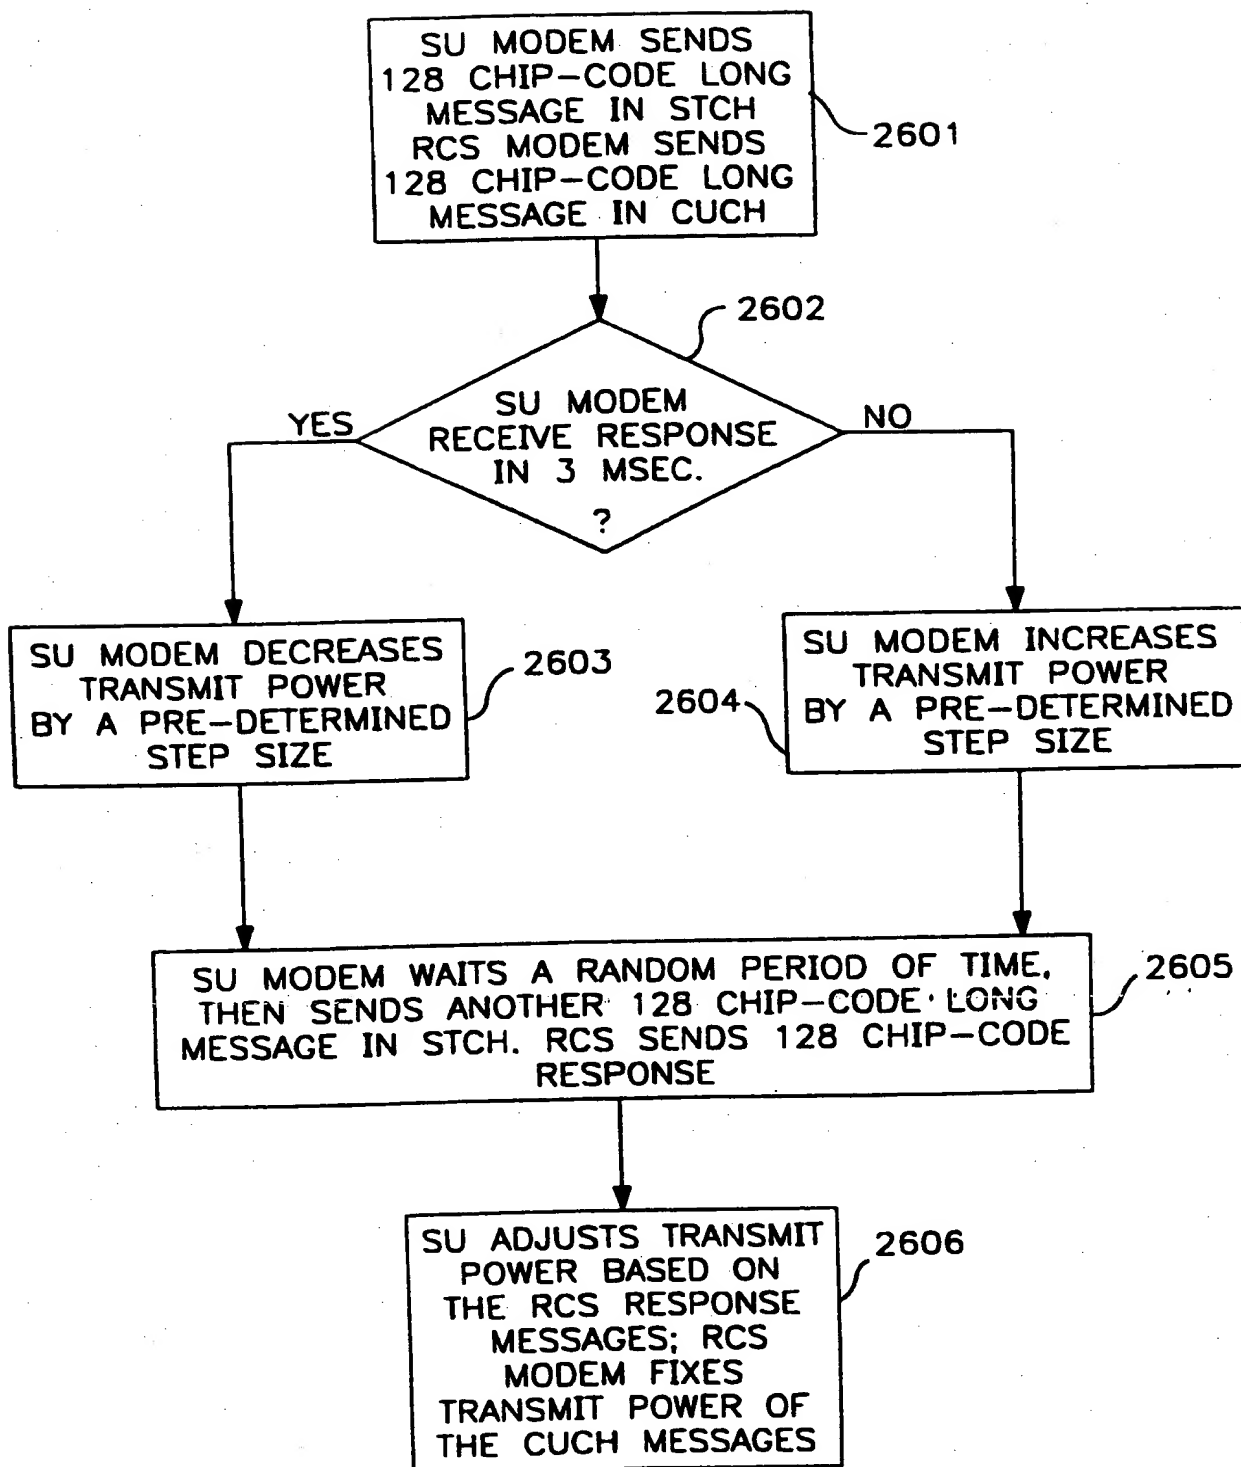 SU MODEM SENDS
128 CHIP-CODE LONG
MESSAGE IN STCH
RCS MODEM SENDS
128 CHIP-CODE LONG
MESSAGE IN CUCH
2601
2602
SU MODEM
RECEIVE RESPONSE
IN 3 MSEC.
?
YES
NO
SU MODEM DECREASES
TRANSMIT POWER
BY A PRE-DETERMINED
STEP SIZE
2603
SU MODEM INCREASES
TRANSMIT POWER
BY A PRE-DETERMINED
STEP SIZE
2604
SU MODEM WAITS A RANDOM PERIOD OF TIME,
THEN SENDS ANOTHER 128 CHIP-CODE LONG
MESSAGE IN STCH. RCS SENDS 128 CHIP-CODE
RESPONSE
2605
SU ADJUSTS TRANSMIT
POWER BASED ON
THE RCS RESPONSE
MESSAGES; RCS
MODEM FIXES
TRANSMIT POWER OF
THE CUCH MESSAGES
2606